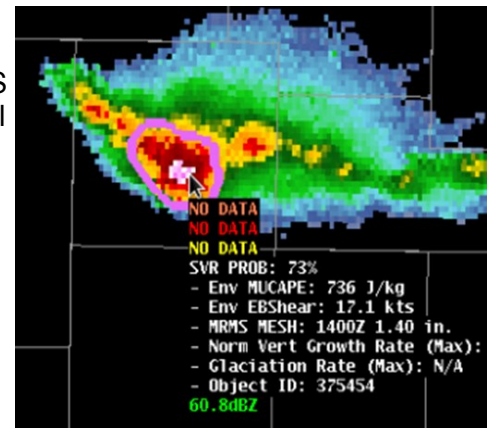 S
l
NO DATA
NO DATA
NO DATA
SVR PROB: 73%
- Env MUCAPE: 736 J/kg
- Env EBShear: 17.1 kts
- MRMS MESH: 1400Z 1.40 in.
- Norm Vert Growth Rate (Max):
- Glaciation Rate (Max): N/A
- Object ID: 375454
60.8dBZ